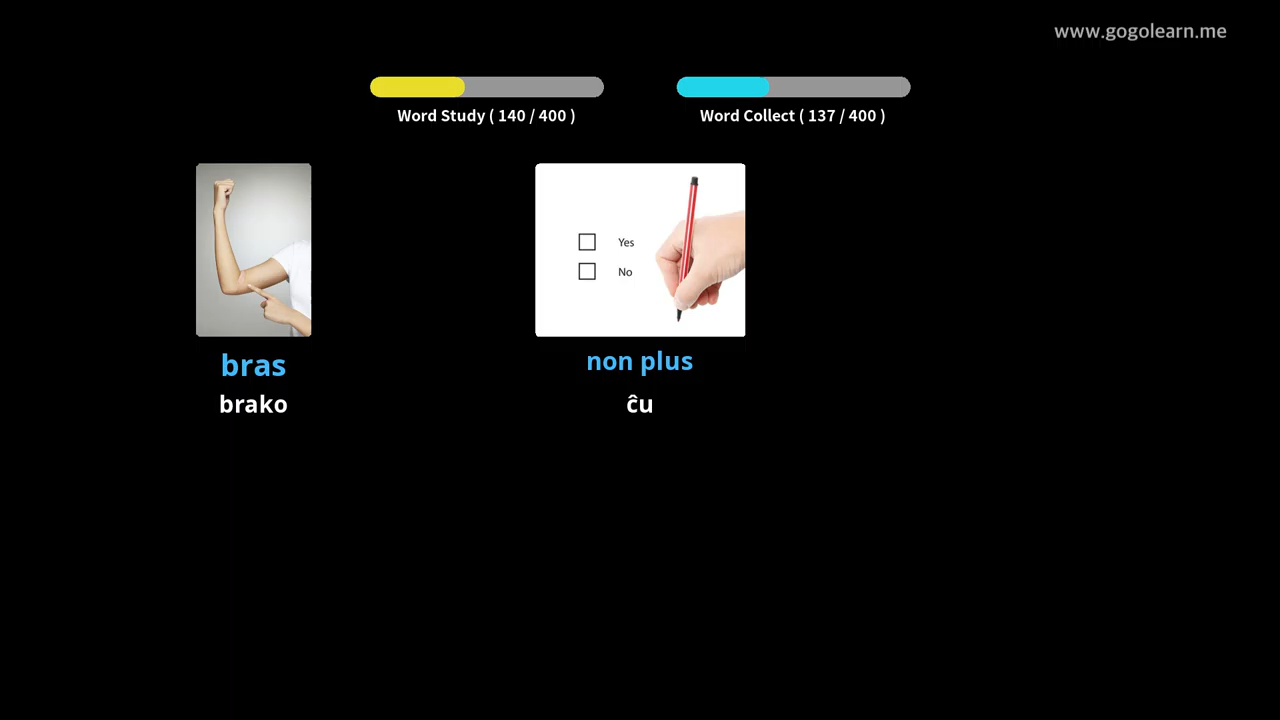 www.gogolearn.me
Word Study ( 140 / 400 )
Word Collect ( 137 / 400 )
Yes
No
bras
non plus
brako
ĉu